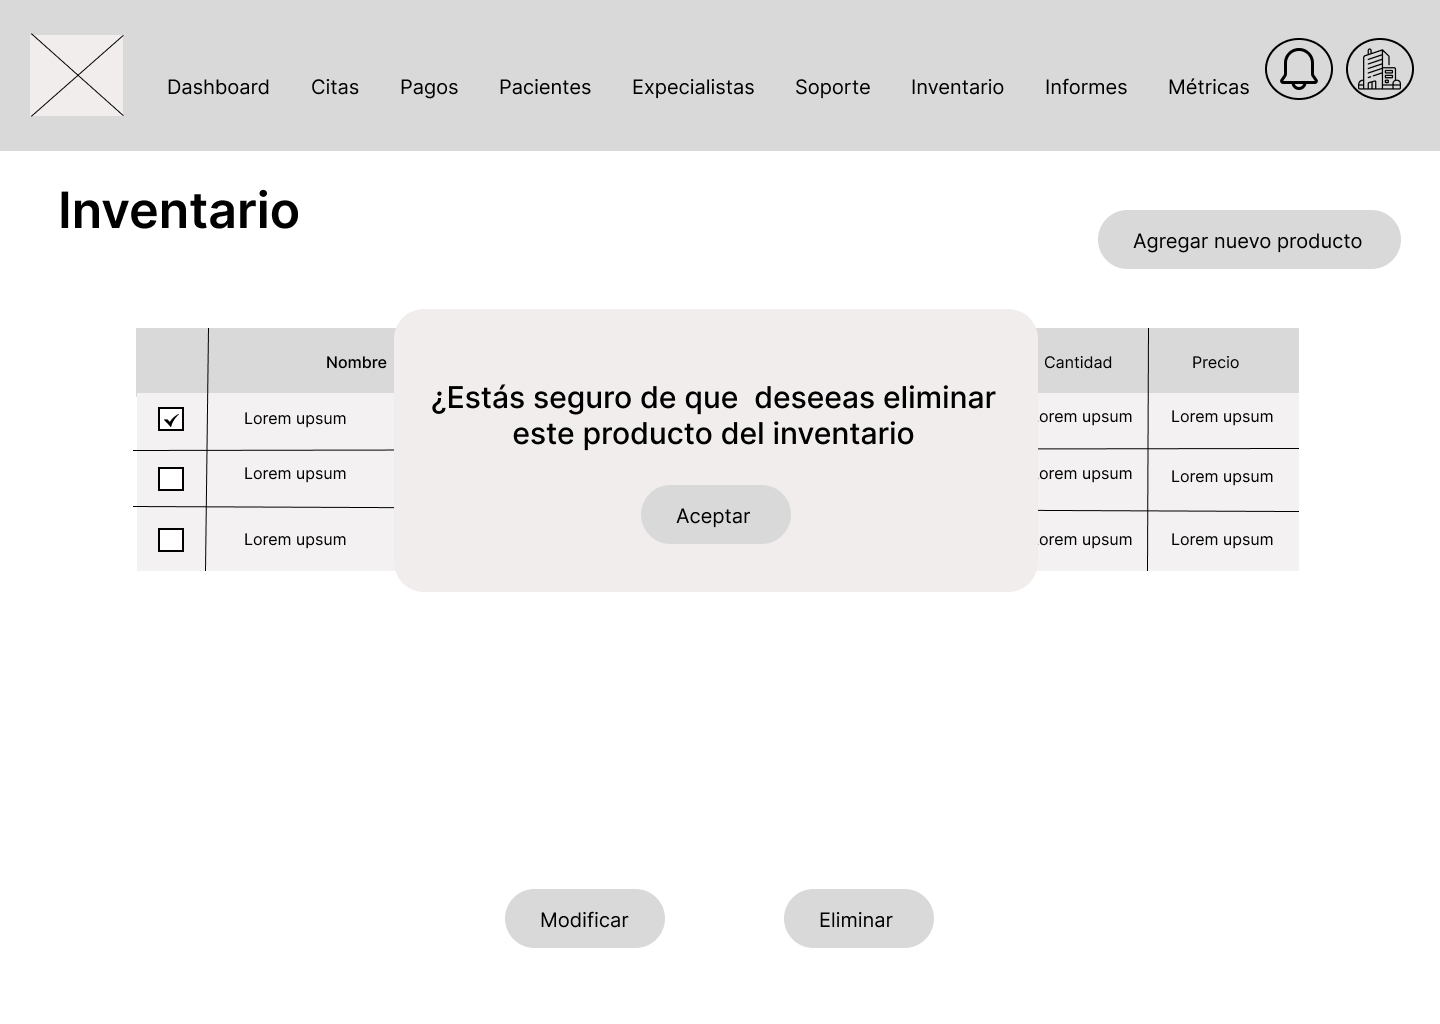 Dashboard Citas Pagos Pacientes Expecialistas Soporte Inventario Informes Métricas
Inventario
Agregar nuevo producto
Nombre Cantidad Precio
¿Estás seguro de que  deseeas eliminar
este producto del inventario
Aceptar
Lorem upsum orem upsum Lorem upsum
Lorem upsum orem upsum Lorem upsum
Lorem upsum orem upsum Lorem upsum
Modificar Eliminar